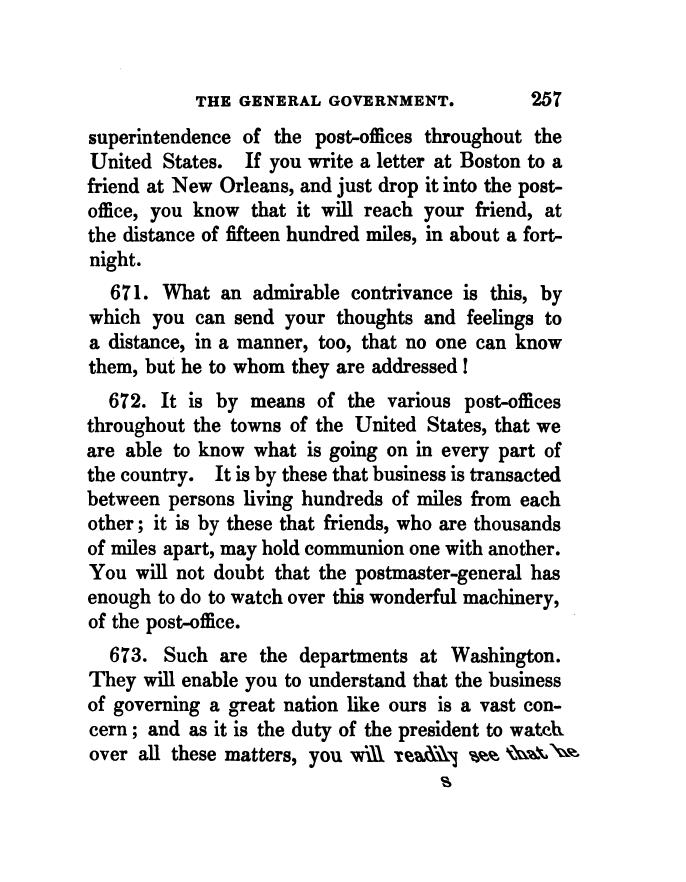 THE GENERAL GOVERNMENT. 257
superintendence of the post-offices throughout the
United States. If you write a letter at Boston to a
friend at New Orleans, and just drop it into the post-
office, you know that it will reach your friend, at
the distance of fifteen hundred miles, in about a fort-
night.
671. What an admirable contrivance is this, by
which you can send your thoughts and feelings to
a distance, in a manner, too, that no one can know
them, but he to whom they are addressed!
672. It is by means of the various post-offices
throughout the towns of the United States, that we
are able to know what is going on in every part of
the country. It is by these that business is transacted
between persons living hundreds of miles from each
other; it is by these that friends, who are thousands
of miles apart, may hold communion one with another.
You will not doubt that the postmaster-general has
enough to do to watch over this wonderful machinery,
of the post-office.
673. Such are the departments at Washington.
They will enable you to understand that the business
of governing a great nation like ours is a vast con-
cern; and as it is the duty of the president to watch
over all these matters, you will readily see that he
S